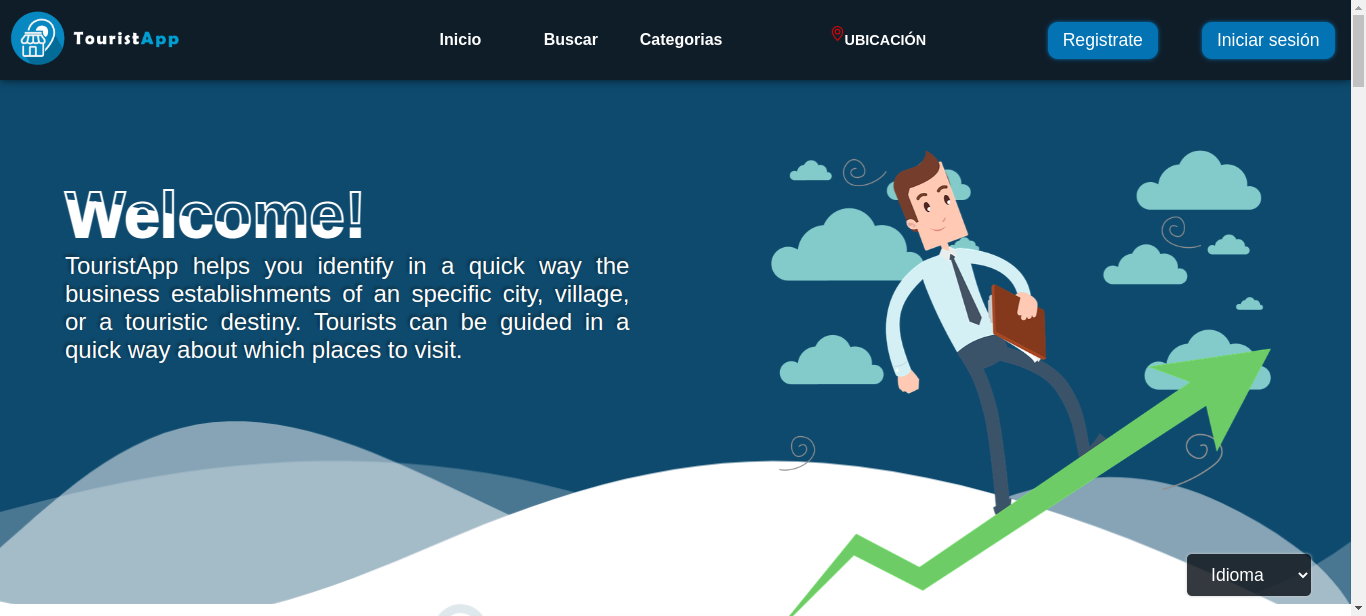 TouristApp
Inicio
Buscar
Categorias
UBICACIÓN
Registrate
Iniciar sesión
Welcome!
TouristApp helps you identify in a quick way the
business establishments of an specific city, village,
or a touristic destiny. Tourists can be guided in a
quick way about which places to visit.
Idioma